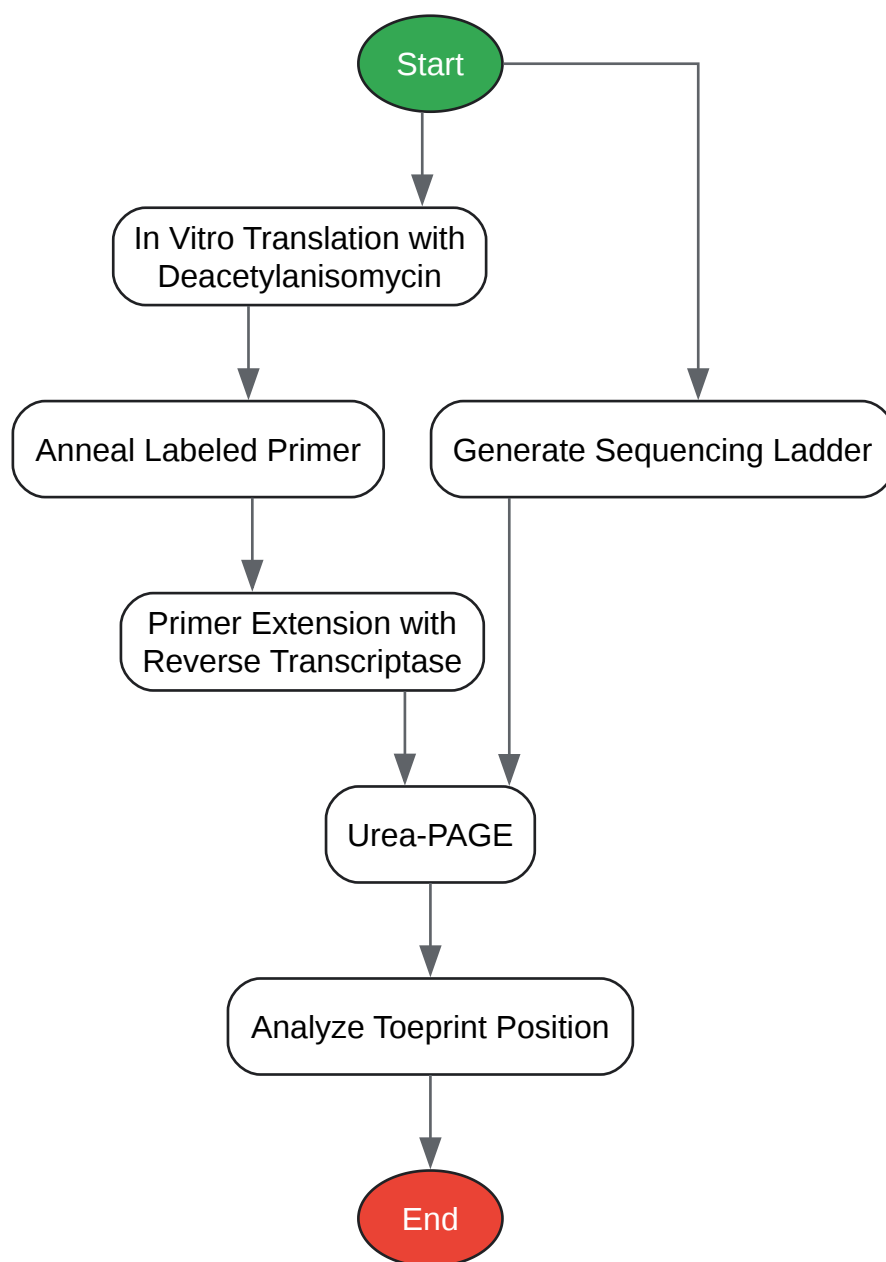 Start
In Vitro Translation with
Deacetylanisomycin
Anneal Labeled Primer
Generate Sequencing Ladder
Primer Extension with
Reverse Transcriptase
Urea-PAGE
Analyze Toeprint Position
End